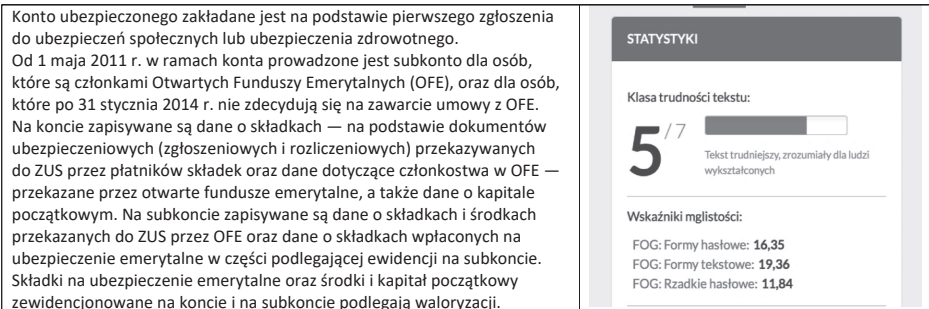 Konto ubezpieczonego zakładane jest na podstawie pierwszego zgłoszenia
do ubezpieczeń społecznych lub ubezpieczenia zdrowotnego.
Od 1 maja 2011 r. w ramach konta prowadzone jest subkonto dla osób,
które są członkami Otwartych Funduszy Emerytalnych (OFE), oraz dla osób,
które po 31 stycznia 2014 r. nie zdecydują się na zawarcie umowy z OFE.
Na koncie zapisywane są dane o składkach — na podstawie dokumentów
ubezpieczeniowych (zgłoszeniowych i rozliczeniowych) przekazywanych
do ZUS przez płatników składek oraz dane dotyczące członkostwa w OFE —
przekazane przez otwarte fundusze emerytalne, a także dane o kapitale
początkowym. Na subkoncie zapisywane są dane o składkach i środkach
przekazanych do ZUS przez OFE oraz dane o składkach wpłaconych na
ubezpieczenie emerytalne w części podlegającej ewidencji na subkoncie.
Składki na ubezpieczenie emerytalne oraz środki i kapitał początkowy
zewidencjonowane na koncie i na subkoncie podlegają waloryzacji.
STATYSTYKI
Klasa trudności tekstu:
5/7
Tekst trudniejszy, zrozumiały dla ludzi
wykształconych
Wskaźniki mglistości:
FOG: Formy hasłowe: 16,35
FOG: Formy tekstowe: 19,36
FOG: Rzadkie hasłowe: 11,84